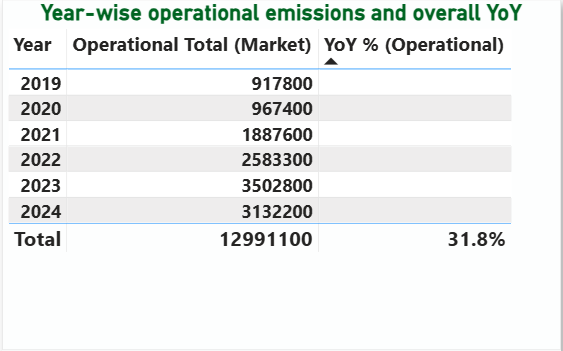 Year-wise operational emissions and overall YoY
Year Operational Total (Market) YoY % (Operational)
2019 917800
2020 967400
2021 1887600
2022 2583300
2023 3502800
2024 3132200
Total 12991100 31.8%